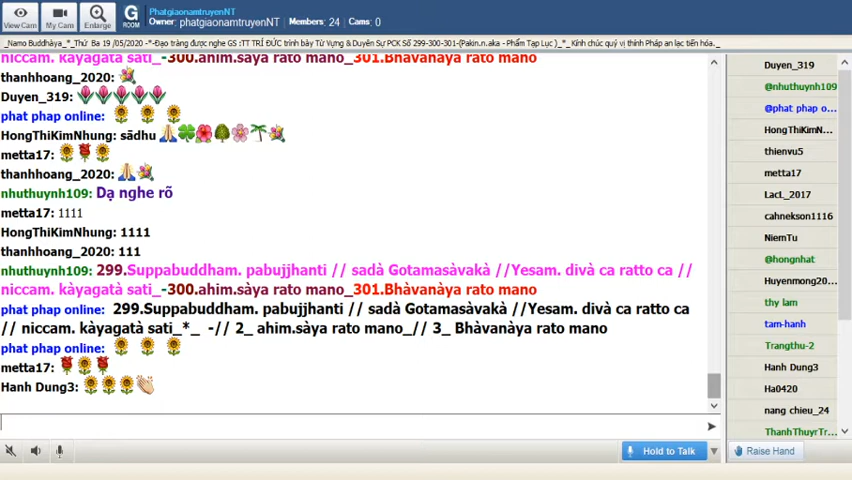 View Cam
My Cam
Enlarge
G
ROOM
PhatgiaonamtruyenNT
Owner: phatgiaonamtruyenNT | Members: 24 | Cams: 0
_Namo Buddhàya_*_Thứ Ba 19 /05/2020 -*-Đạo tràng được nghe GS :TT TRÍ ĐỨC trình bày Từ Vựng & Duyên Sự PCK Số 299-300-301-(Pakin.n.aka - Phẩm Tạp Lục )_*_Kính chúc quý vị thính Pháp an lạc tiến hóa._
niccam. kàyagatà sati_-300.ahim.sàya rato mano_301.Bhàvanàya rato mano
thanhhoang_2020:
Duyen_319:
phat phap online:
HongThiKimNhung: sādhu
metta17:
thanhhoang_2020:
nhuthuynh109: Dạ nghe rõ
metta17: 1111
HongThiKimNhung: 1111
thanhhoang_2020: 111
nhuthuynh109: 299.Suppabuddham. pabujjhanti // sadà Gotamasàvakà //Yesam. divà ca ratto ca //
niccam. kàyagatà sati_-300.ahim.sàya rato mano_301.Bhàvanàya rato mano
phat phap online: 299.Suppabuddham. pabujjhanti // sadà Gotamasàvakà //Yesam. divà ca ratto ca
// niccam. kàyagatà sati_*_ -// 2_ ahim.sàya rato mano_// 3_ Bhàvanàya rato mano
phat phap online:
metta17:
Hanh Dung3:
Hold to Talk
Raise Hand
Duyen_319
@nhuthuynh109
@phat phap o...
HongThiKimN...
thienvu5
metta17
LacL_2017
cahnekson1116
NiemTu
@hongnhat
Huyenmong20...
thy lam
tam-hanh
Trangthu-2
Hanh Dung3
Ha0420
nang chieu_24
ThanhThuyrTr...